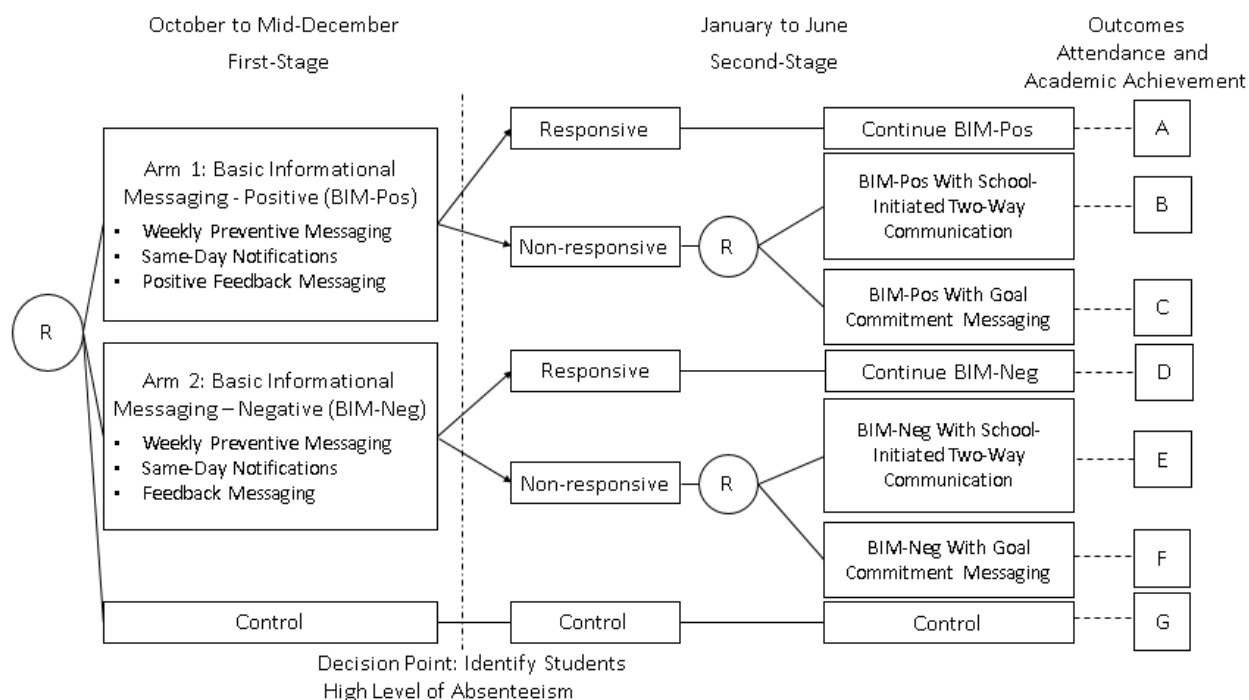 October to Mid-December
First-Stage
January to June
Second-Stage
Outcomes
Attendance and
Academic Achievement
R
Arm 1: Basic Informational
Messaging - Positive (BIM-Pos)
▪ Weekly Preventive Messaging
▪ Same-Day Notifications
▪ Positive Feedback Messaging
Responsive
Continue BIM-Pos
A
Non-responsive
R
BIM-Pos With School-
Initiated Two-Way
Communication
B
BIM-Pos With Goal
Commitment Messaging
C
Arm 2: Basic Informational
Messaging – Negative (BIM-Neg)
▪ Weekly Preventive Messaging
▪ Same-Day Notifications
▪ Feedback Messaging
Responsive
Continue BIM-Neg
D
Non-responsive
R
BIM-Neg With School-
Initiated Two-Way
Communication
E
BIM-Neg With Goal
Commitment Messaging
F
Control
Control
Control
G
Decision Point: Identify Students
High Level of Absenteeism